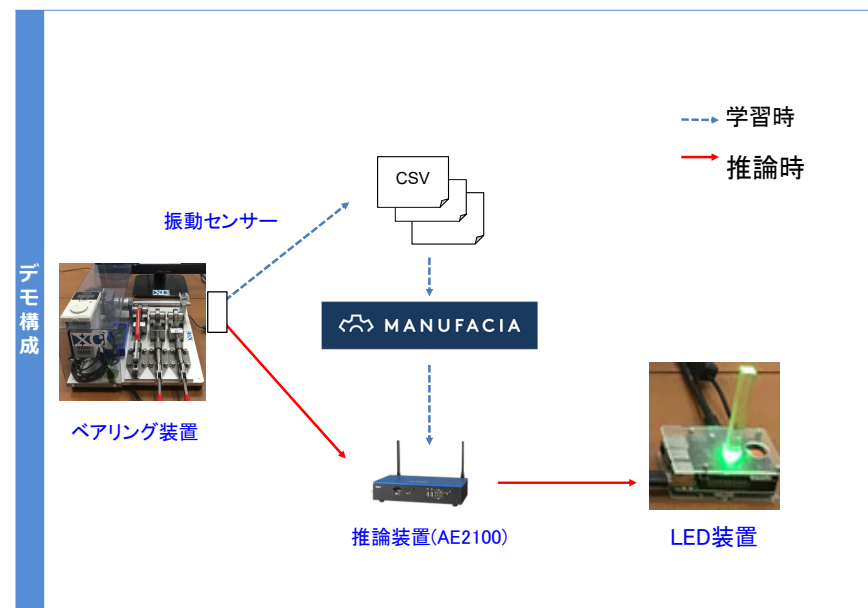 デモ構成
学習時
推論時
CSV
振動センサー
MANUFACIA
ベアリング装置
推論装置(AE2100)
LED装置